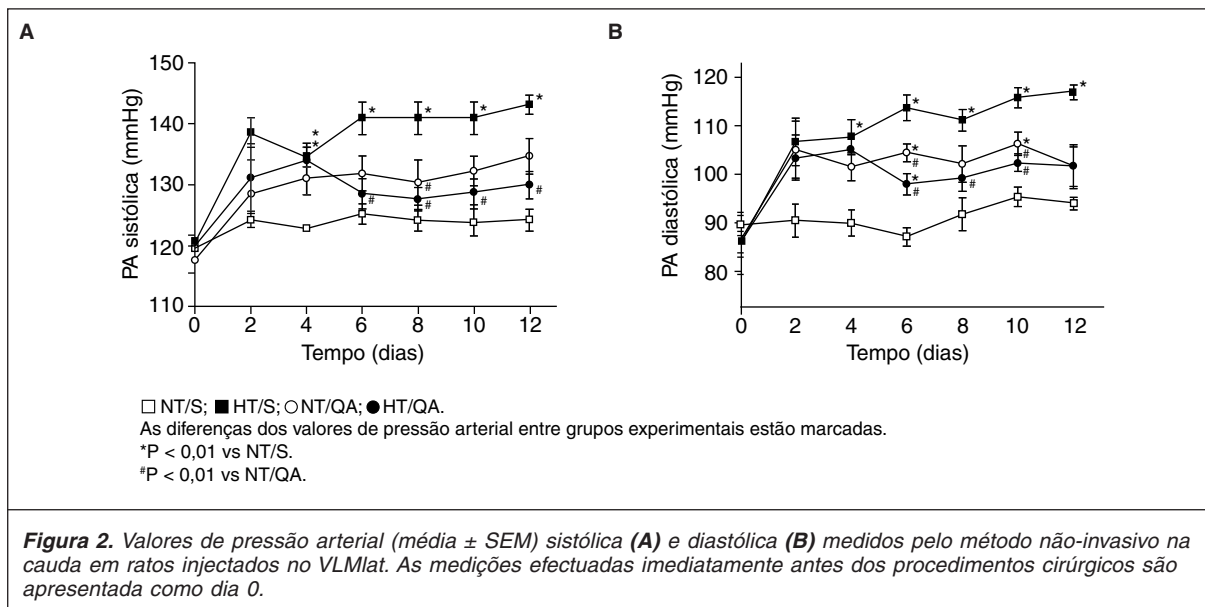 A
B
150
140
130
120
110
PA sistólica (mmHg)
0 2 4 6 8 10 12
Tempo (dias)
* * * * * *
# # # # #
120
110
100
90
80
PA diastólica (mmHg)
0 2 4 6 8 10 12
Tempo (dias)
* * * * * * * *
# # # # #
□ NT/S; ■ HT/S; ○ NT/QA; ● HT/QA.
As diferenças dos valores de pressão arterial entre grupos experimentais estão marcadas.
*P < 0,01 vs NT/S.
#P < 0,01 vs NT/QA.
Figura 2. Valores de pressão arterial (média ± SEM) sistólica (A) e diastólica (B) medidos pelo método não-invasivo na
cauda em ratos injectados no VLMlat. As medições efectuadas imediatamente antes dos procedimentos cirúrgicos são
apresentada como dia 0.